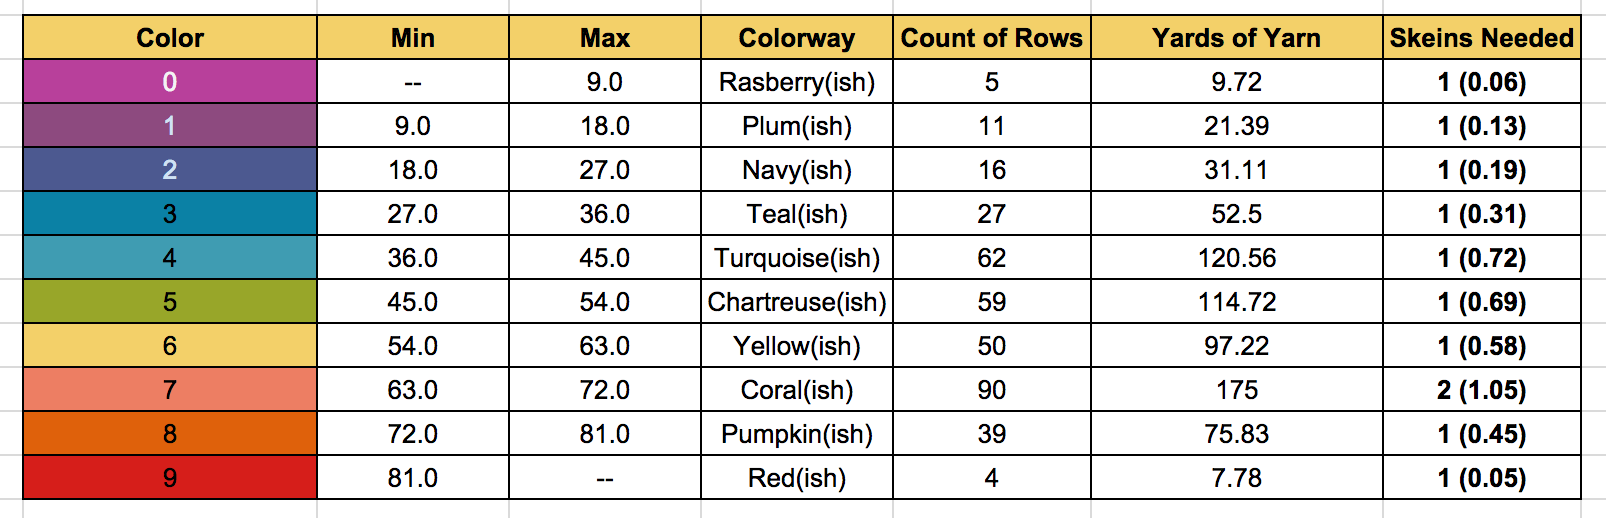 Color Min Max Colorway Count of Rows Yards of Yarn Skeins Needed
0 -- 9.0 Rasberry(ish) 5 9.72 1 (0.06)
1 9.0 18.0 Plum(ish) 11 21.39 1 (0.13)
2 18.0 27.0 Navy(ish) 16 31.11 1 (0.19)
3 27.0 36.0 Teal(ish) 27 52.5 1 (0.31)
4 36.0 45.0 Turquoise(ish) 62 120.56 1 (0.72)
5 45.0 54.0 Chartreuse(ish) 59 114.72 1 (0.69)
6 54.0 63.0 Yellow(ish) 50 97.22 1 (0.58)
7 63.0 72.0 Coral(ish) 90 175 2 (1.05)
8 72.0 81.0 Pumpkin(ish) 39 75.83 1 (0.45)
9 81.0 -- Red(ish) 4 7.78 1 (0.05)